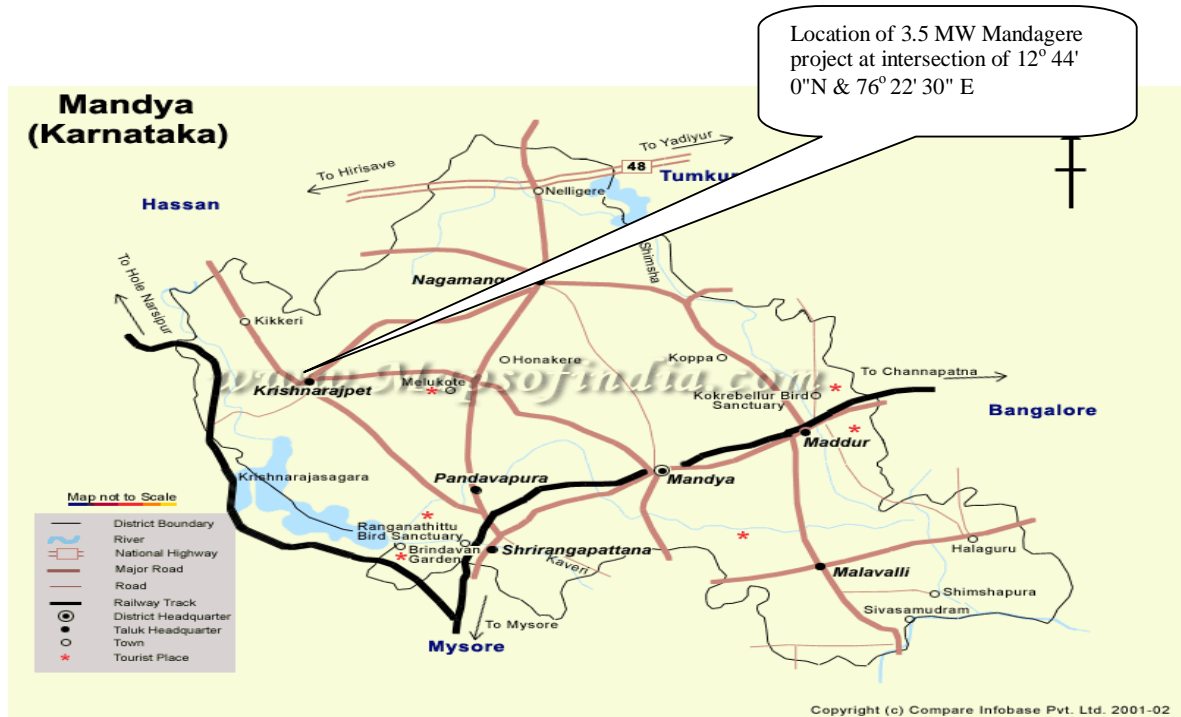 Location of 3.5 MW Mandagere
project at intersection of 12° 44'
0"N & 76° 22' 30" E
Mandya
(Karnataka)
To Yadiyur
To Hirisave
48
Tumkur
Nelligere
Hassan
Shimsha
To Hole Narsipur
Nagamang
Kikkeri
Honakere
Koppa
www.Mapsofindia.com
To Channapatna
Krishnarajpet
Melukote
Kokrebellur Bird
Sanctuary
Bangalore
Maddur
Krishnarajasagara
Pandavapura
Mandya
Map not to Scale
District Boundary
River
National Highway
Major Road
Road
Railway Track
District Headquarter
Taluk Headquarter
Town
Tourist Place
Ranganathittu
Bird Sanctuary
Brindavan
Garden
Shrirangapattana
Kaveri
Halaguru
Malavalli
Shimshapura
Sivasamudram
To Mysore
Mysore
Copyright (c) Compare Infobase Pvt. Ltd. 2001-02